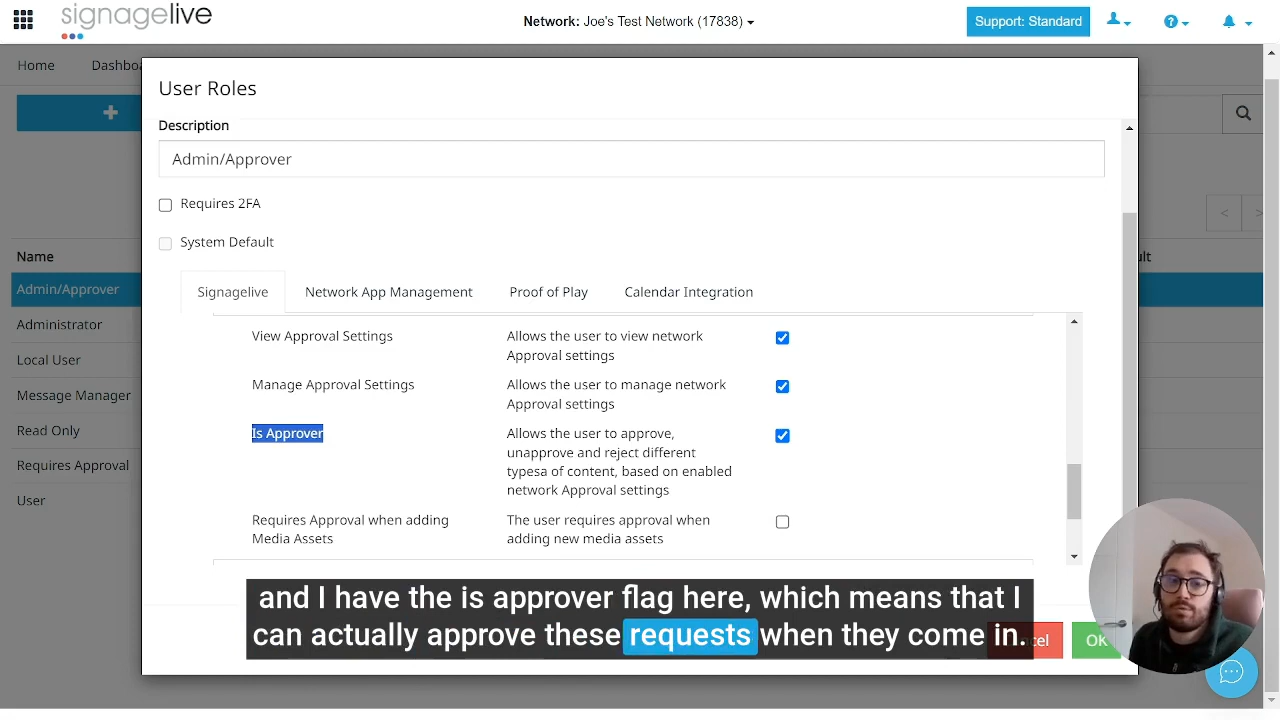 signagelive
Network: Joe's Test Network (17838)
Support: Standard
Home
User Roles
Description
Admin/Approver
Requires 2FA
System Default
Name
Signagelive
Network App Management
Proof of Play
Calendar Integration
Admin/Approver
Administrator
Local User
Message Manager
Read Only
Requires Approval
User
View Approval Settings
Allows the user to view network
Approval settings
Manage Approval Settings
Allows the user to manage network
Approval settings
Is Approver
Allows the user to approve,
unapprove and reject different
typesa of content, based on enabled
network Approval settings
Requires Approval when adding
Media Assets
The user requires approval when
adding new media assets
and I have the is approver flag here, which means that I
can actually approve these requests when they come in.
OK